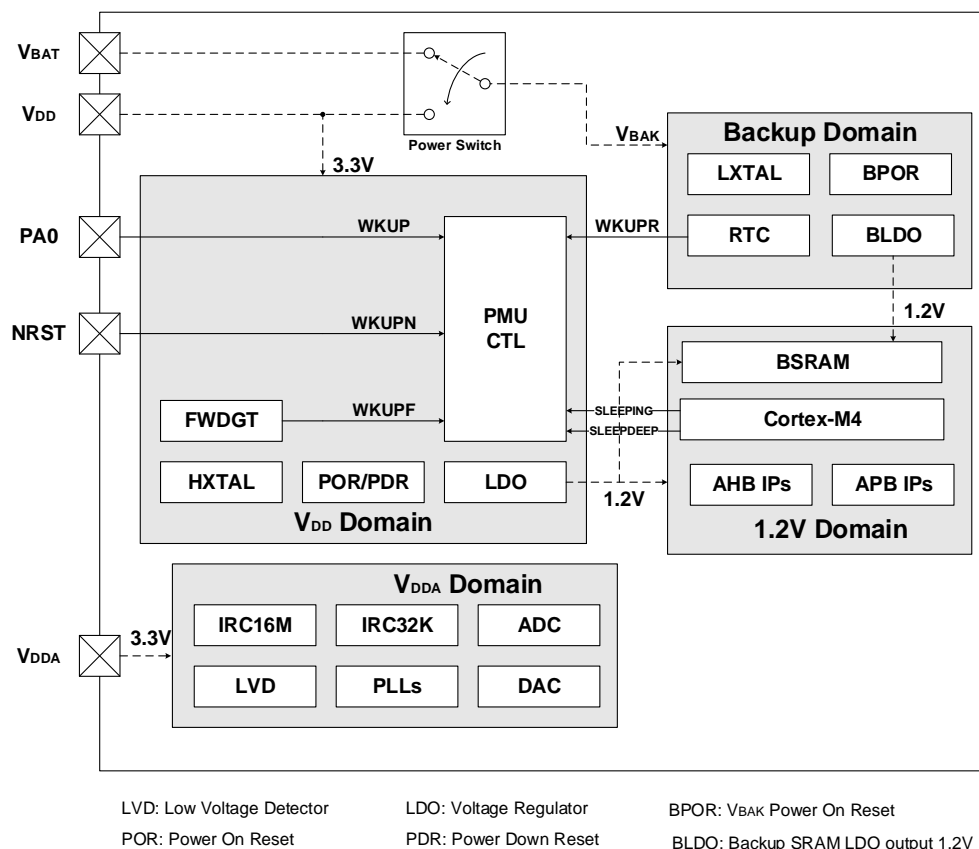 VBAT
VDD
Power Switch
VBAK
3.3V
Backup Domain
LXTAL
BPOR
RTC
BLDO
PA0
WKUP
WKUPR
NRST
WKUPN
PMU
CTL
1.2V
BSRAM
FWDGT
WKUPF
SLEEPING
SLEEPDEEP
Cortex-M4
HXTAL
POR/PDR
LDO
1.2V
AHB IPs
APB IPs
VDD Domain
1.2V Domain
VDDA Domain
VDDA
3.3V
IRC16M
IRC32K
ADC
LVD
PLLs
DAC
LVD: Low Voltage Detector
LDO: Voltage Regulator
BPOR: VBAK Power On Reset
POR: Power On Reset
PDR: Power Down Reset
BLDO: Backup SRAM LDO output 1.2V